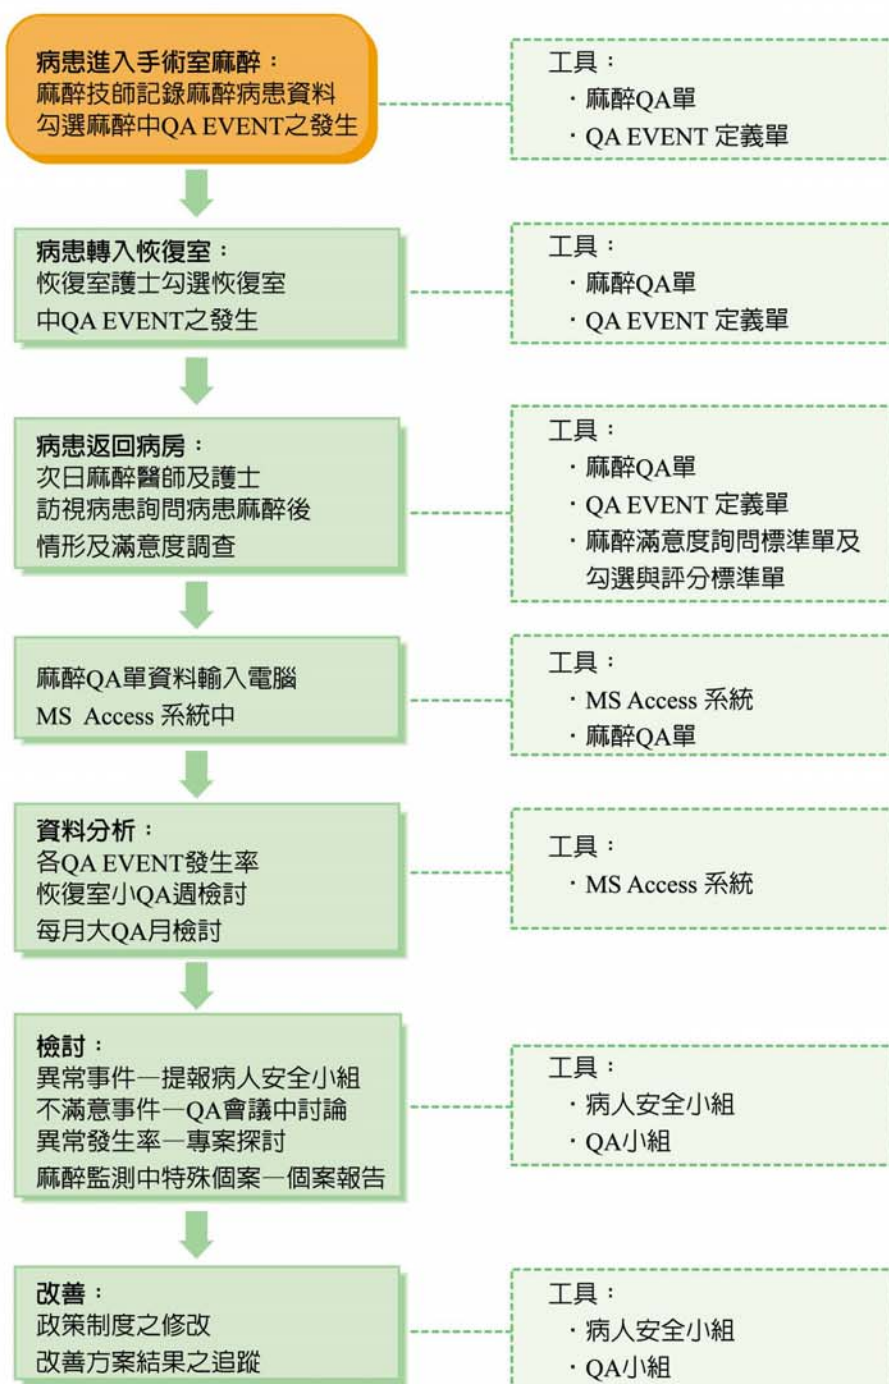 病患進入手術室麻醉：
麻醉技師記錄麻醉病患資料
勾選麻醉中QA EVENT之發生
工具：
・麻醉QA單
・QA EVENT 定義單
病患轉入恢復室：
恢復室護士勾選恢復室
中QA EVENT之發生
工具：
・麻醉QA單
・QA EVENT 定義單
病患返回病房：
次日麻醉醫師及護士
訪視病患詢問病患麻醉後
情形及滿意度調查
工具：
・麻醉QA單
・QA EVENT 定義單
・麻醉滿意度詢問標準單及
勾選與評分標準單
麻醉QA單資料輸入電腦
MS Access 系統中
工具：
・MS Access 系統
・麻醉QA單
資料分析：
各QA EVENT發生率
恢復室小QA週檢討
每月大QA月檢討
工具：
・MS Access 系統
檢討：
異常事件—提報病人安全小組
不滿意事件—QA會議中討論
異常發生率—專案探討
麻醉監測中特殊個案—個案報告
工具：
・病人安全小組
・QA小組
改善：
政策制度之修改
改善方案結果之追蹤
工具：
・病人安全小組
・QA小組